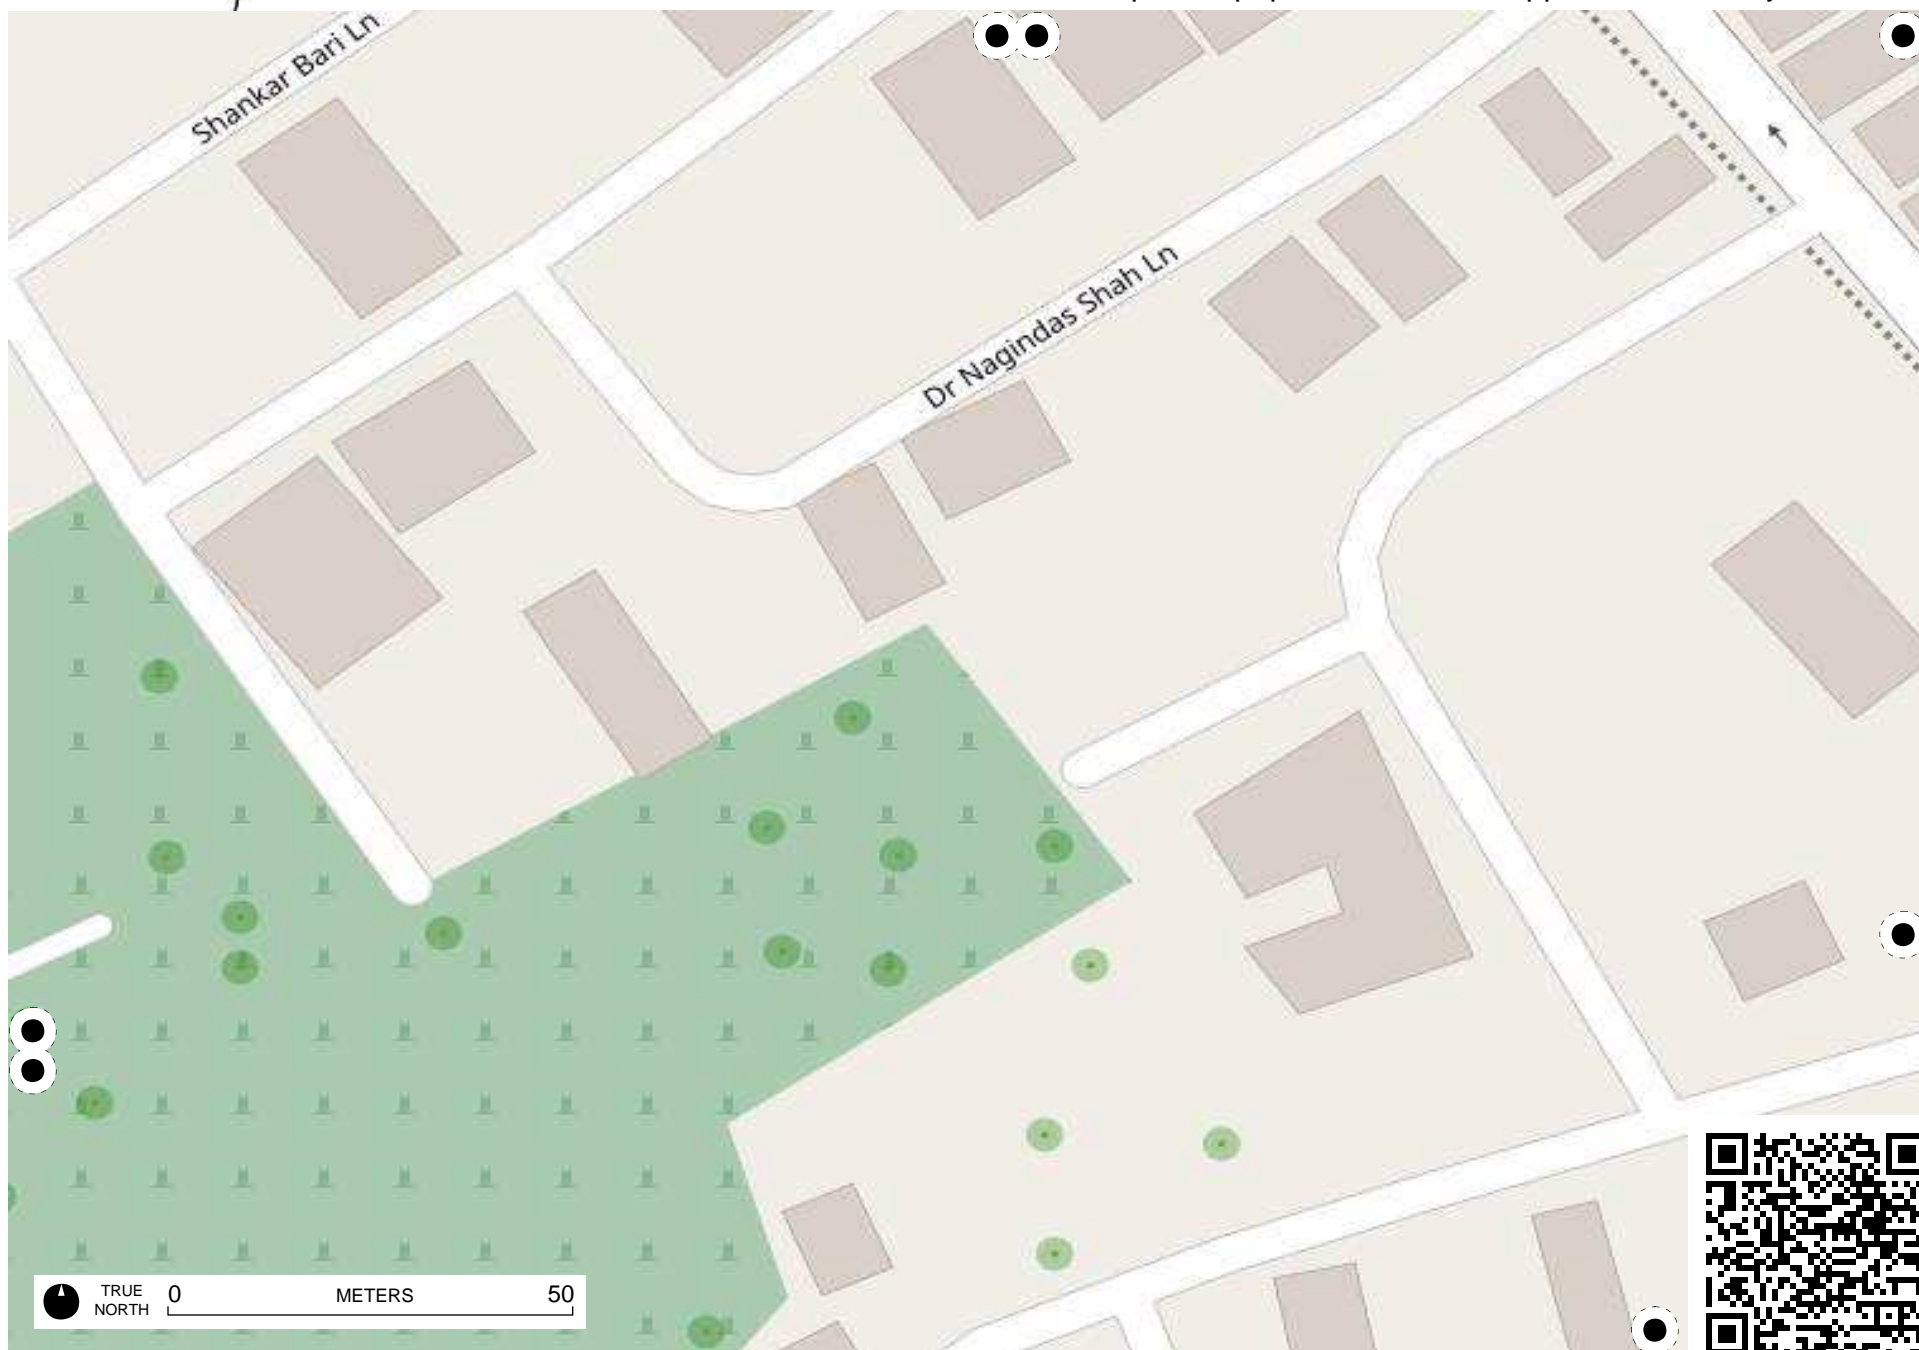 Shankar Bari Ln
Dr Nagindas Shah Ln
TRUE
NORTH
0 METERS 50